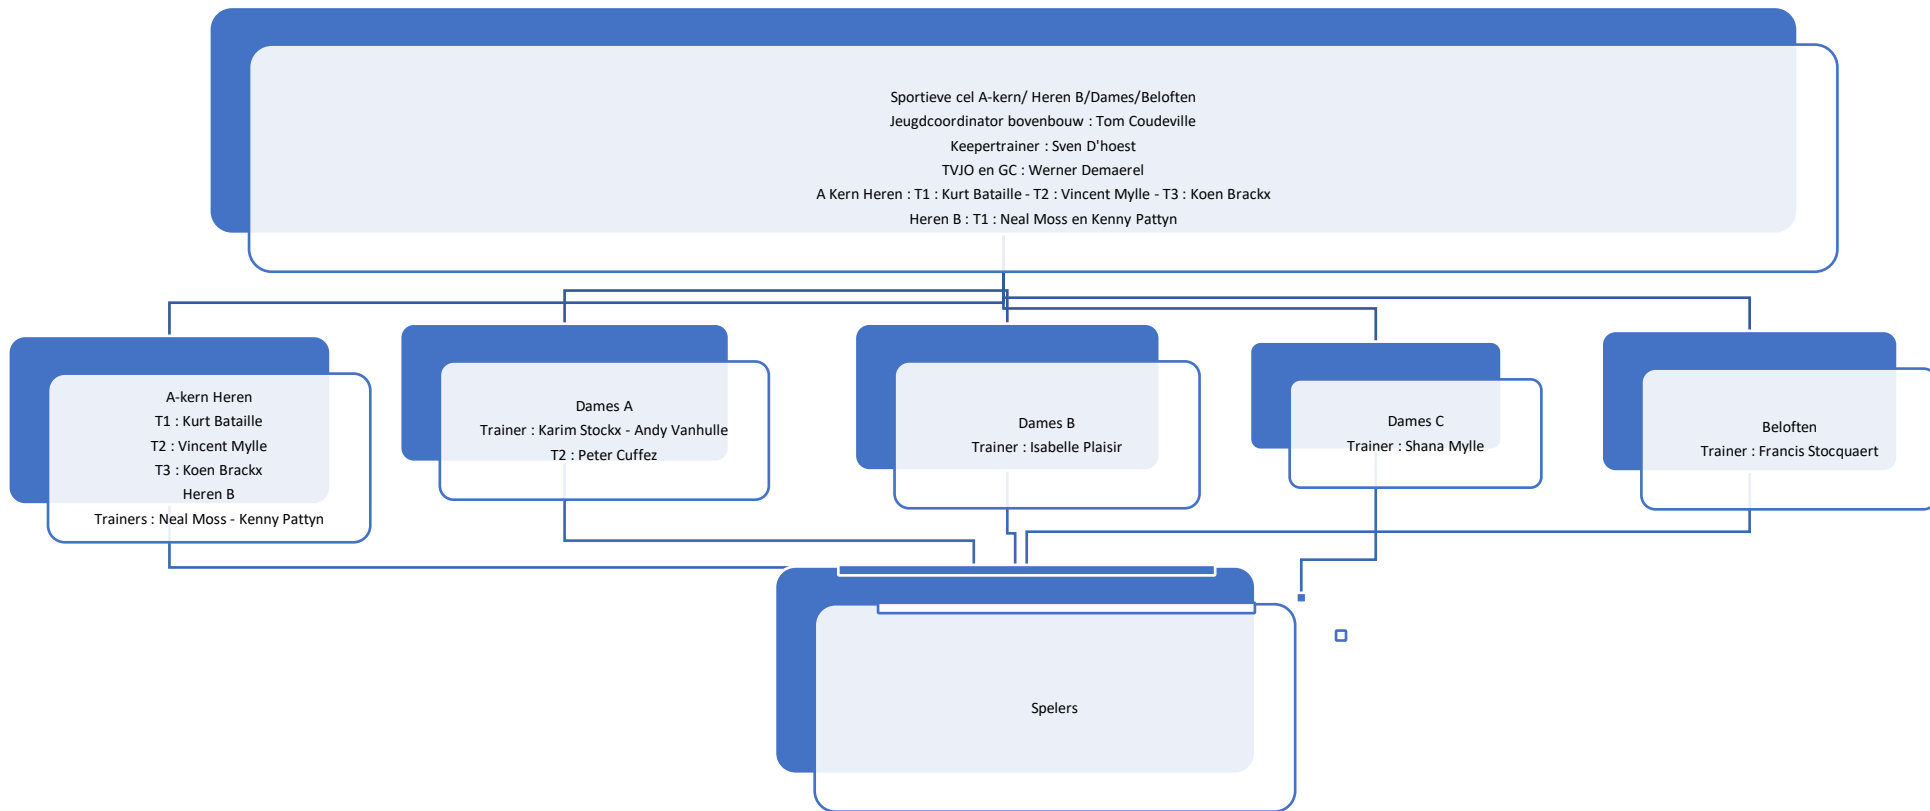 Sportieve cel A-kern/ Heren B/Dames/Beloften
Jeugdcoordinator bovenbouw : Tom Coudeville
Keepertrainer : Sven D'hoest
TVJO en GC : Werner Demaerel
A Kern Heren : T1 : Kurt Bataille - T2 : Vincent Mylle - T3 : Koen Brackx
Heren B : T1 : Neal Moss en Kenny Pattyn
A-kern Heren
T1 : Kurt Bataille
T2 : Vincent Mylle
T3 : Koen Brackx
Heren B
Trainers : Neal Moss - Kenny Pattyn
Dames A
Trainer : Karim Stockx - Andy Vanhulle
T2 : Peter Cuffez
Dames B
Trainer : Isabelle Plaisir
Dames C
Trainer : Shana Mylle
Beloften
Trainer : Francis Stocquaert
Spelers